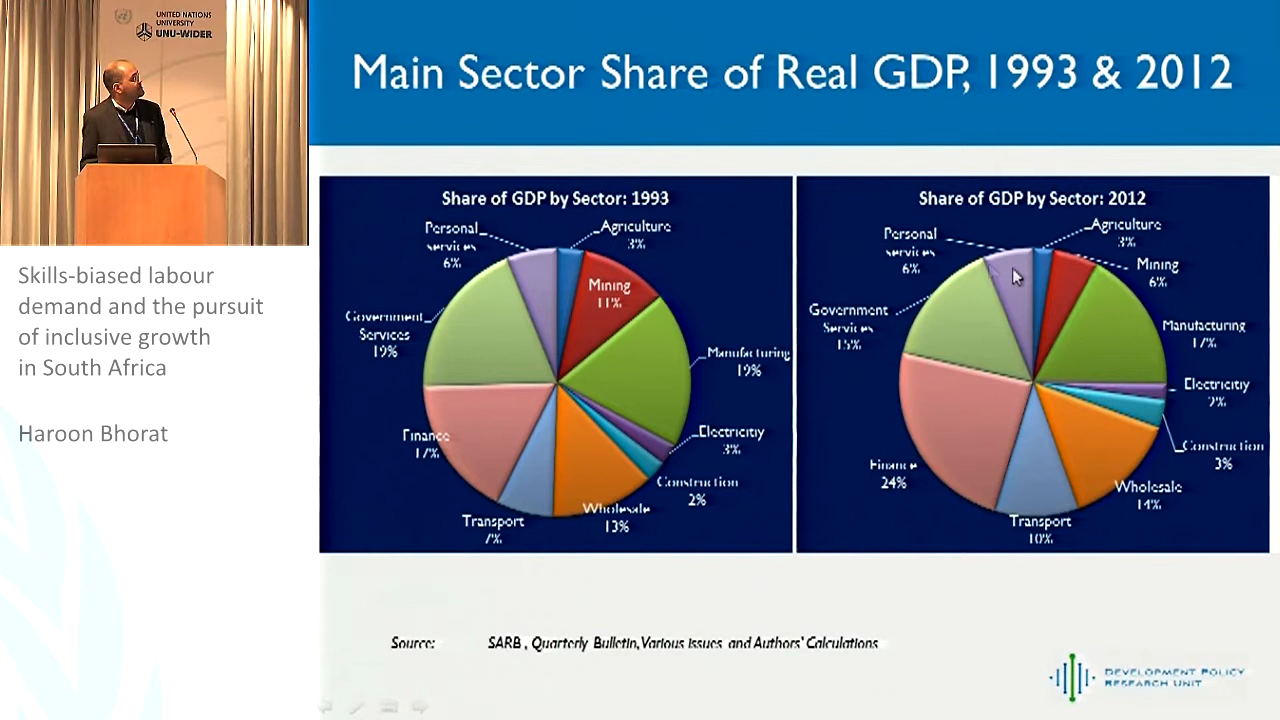 UNITED NATIONS
UNIVERSITY
UNU-WIDER
Main Sector Share of Real GDP, 1993 & 2012
Skills-biased labour
demand and the pursuit
of inclusive growth
in South Africa
Haroon Bhorat
Share of GDP by Sector: 1993
Personal
services
6%
Agriculture
3%
Mining
11%
Government
Services
19%
Manufacturing
19%
Finance
17%
Electricitiy
3%
Construction
2%
Wholesale
13%
Transport
7%
Share of GDP by Sector: 2012
Personal
services
6%
Agriculture
3%
Mining
6%
Government
Services
15%
Manufacturing
17%
Electricitiy
2%
Construction
3%
Finance
24%
Wholesale
14%
Transport
10%
Source: SARB , Quarterly Bulletin, Various issues and Authors' Calculations
DEVELOPMENT POLICY
RESEARCH UNIT